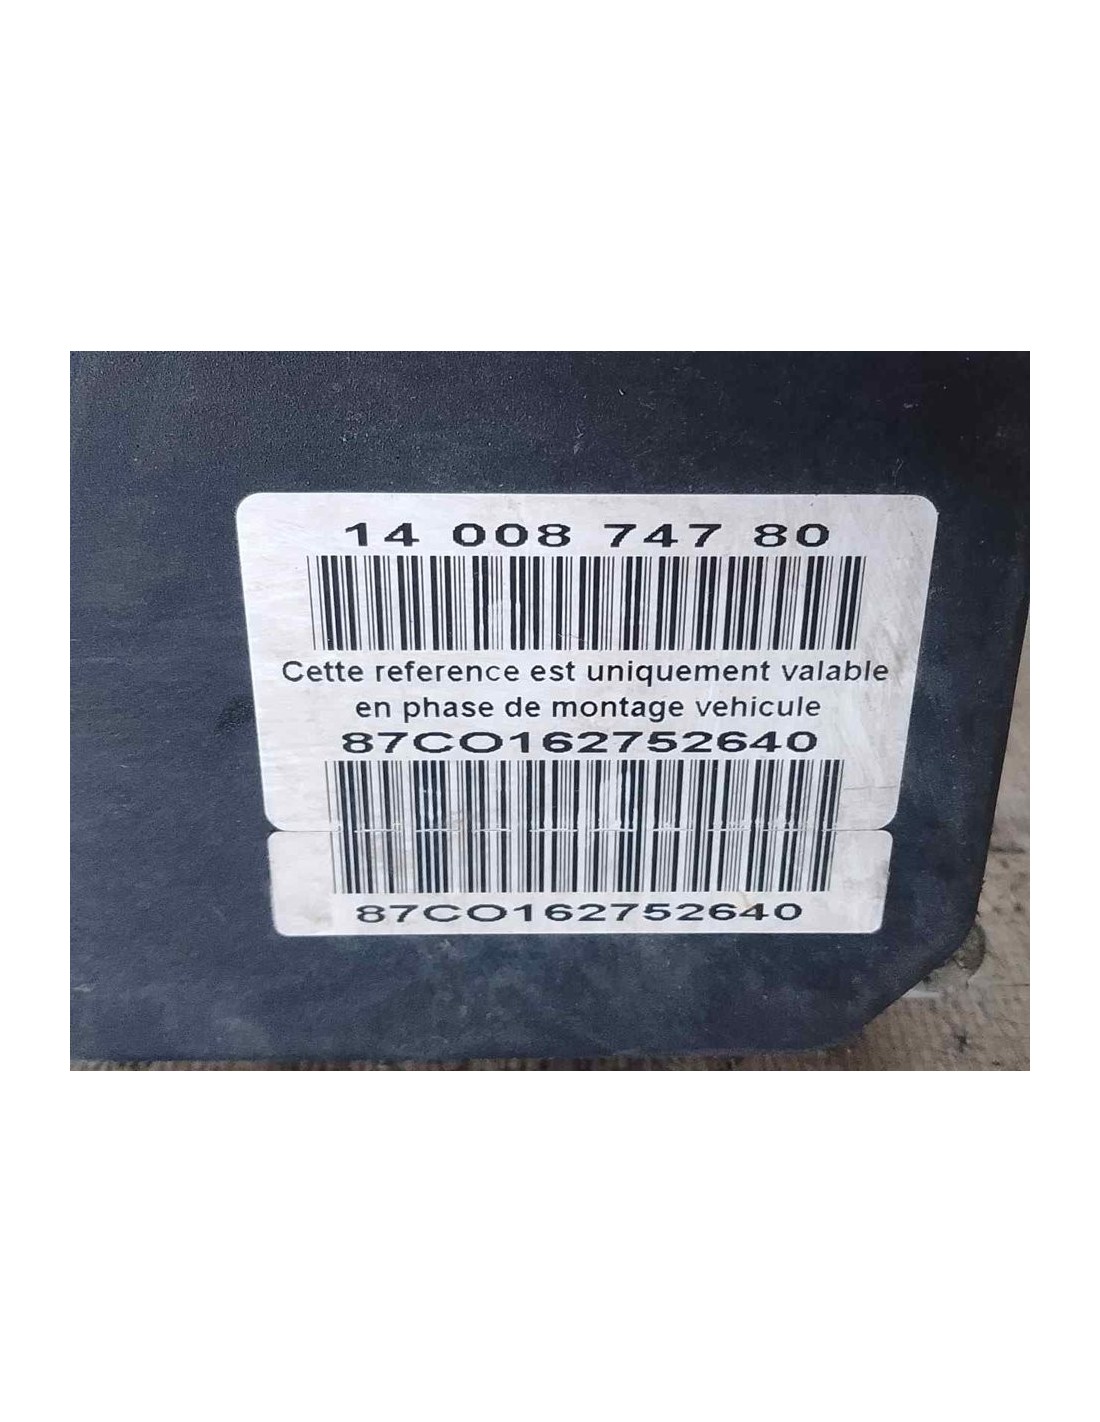 14 008 747 80
Cette reference est uniquement valable
en phase de montage vehicule
87CO162752640
87CO162752640